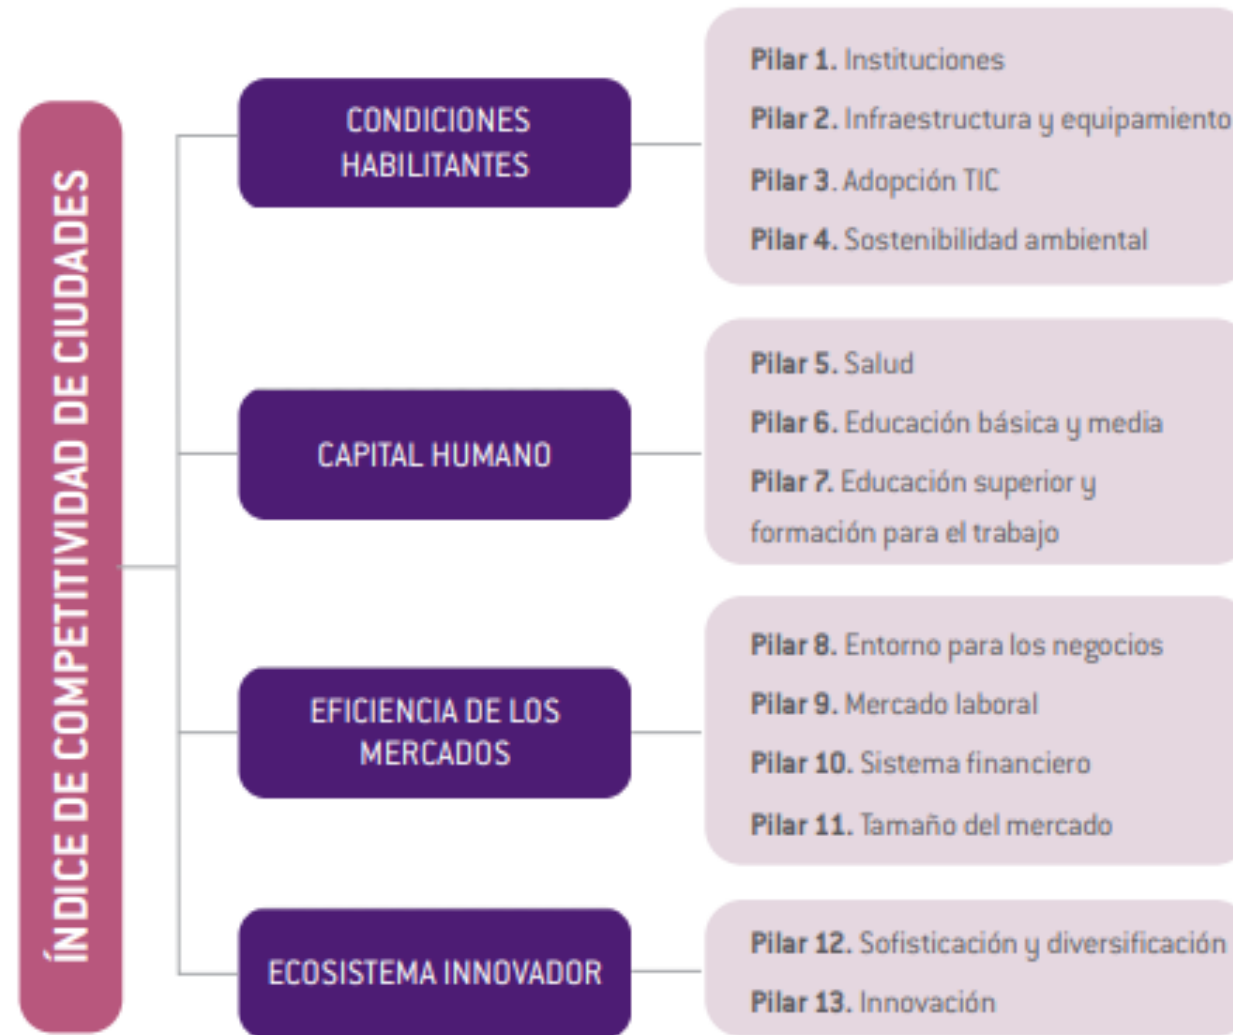 ÍNDICE DE COMPETITIVIDAD DE CIUDADES
CONDICIONES
HABILITANTES
Pilar 1. Instituciones
Pilar 2. Infraestructura y equipamiento
Pilar 3. Adopción TIC
Pilar 4. Sostenibilidad ambiental
CAPITAL HUMANO
Pilar 5. Salud
Pilar 6. Educación básica y media
Pilar 7. Educación superior y
formación para el trabajo
EFICIENCIA DE LOS
MERCADOS
Pilar 8. Entorno para los negocios
Pilar 9. Mercado laboral
Pilar 10. Sistema financiero
Pilar 11. Tamaño del mercado
ECOSISTEMA INNOVADOR
Pilar 12. Sofisticación y diversificación
Pilar 13. Innovación